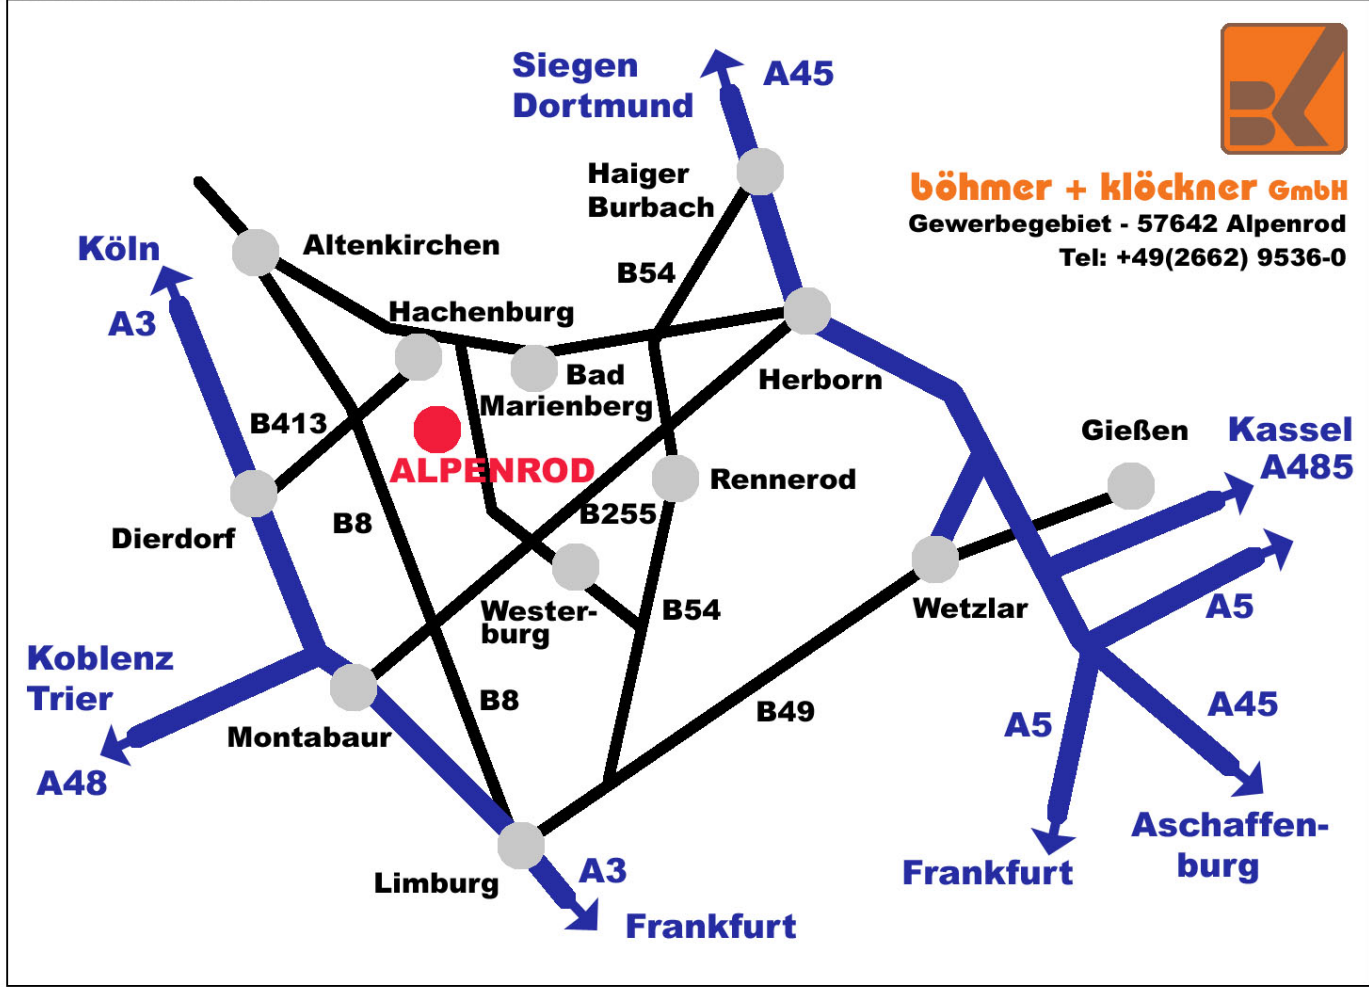 Siegen
Dortmund
A45
böhmer + klöckner GmbH
Gewerbegebiet - 57642 Alpenrod
Tel: +49(2662) 9536-0
Haiger
Burbach
Köln
Altenkirchen
B54
A3
Hachenburg
Bad
Marienberg
Herborn
B413
ALPENROD
Gießen
Kassel
A485
Rennerod
Dierdorf
B8
B255
Wester-
burg
B54
Wetzlar
A5
Koblenz
Trier
B8
B49
A5
A45
Montabaur
A48
Aschaffen-
burg
Limburg
A3
Frankfurt
Frankfurt